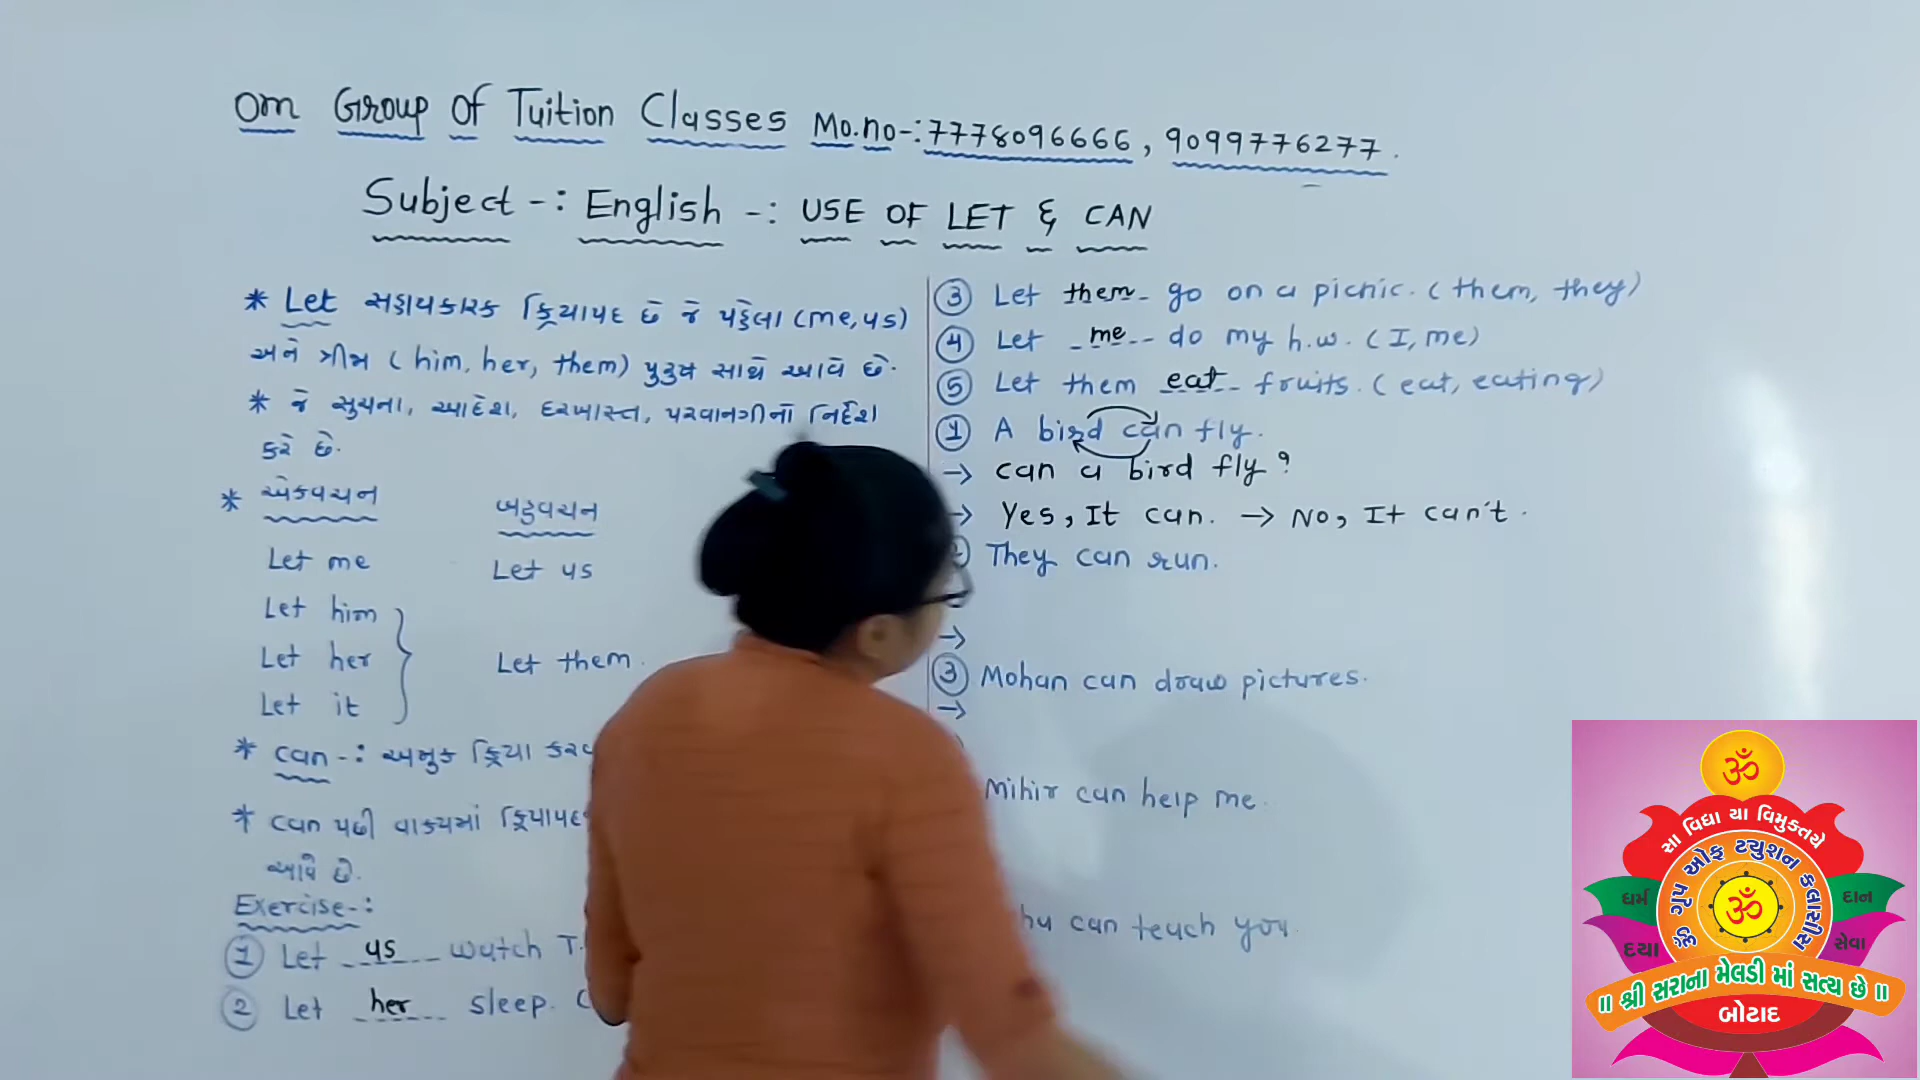 Om Group Of Tuition Classes Mo.no-:7778096666, 9099776277.
Subject -: English -: USE OF LET & CAN
* Let સહાયકારક ક્રિયાપદ છે જે પહેલા (me, us)
અને ત્રીજા (him, her, them) પુરુષ સાથે આવે છે.
* જે સુચના, આદેશ, દરખાસ્ત, પરવાનગીનો નિર્દેશ
કરે છે.
* એકવચન બહુવચન
Let me Let us
Let him
Let her Let them.
Let it
* can -: અમુક ક્રિયા
* can પછી વાક્યમાં
આવે છે.
Exercise-:
1 Let us watch
2 Let her sleep.
3 Let them go on a picnic. (them, they)
4 Let me do my h.w. (I, me)
5 Let them eat fruits. (eat, eating)
1 A bird can fly.
→ can a bird fly?
→ Yes, It can. → No, It can't.
They can run.
→
3 Mohan can draw pictures.
→
Mihir can help me.
can teach you.
ૐ
સા વિદ્યા યા વિમુક્તયે
ૐ ગૃપ ઓફ ટ્યુશન ક્લાસીસ
ધર્મ ૐ દાન
દયા સેવા
॥ શ્રી સરાના મેલડી માં સત્ય છે ॥
બોટાદ